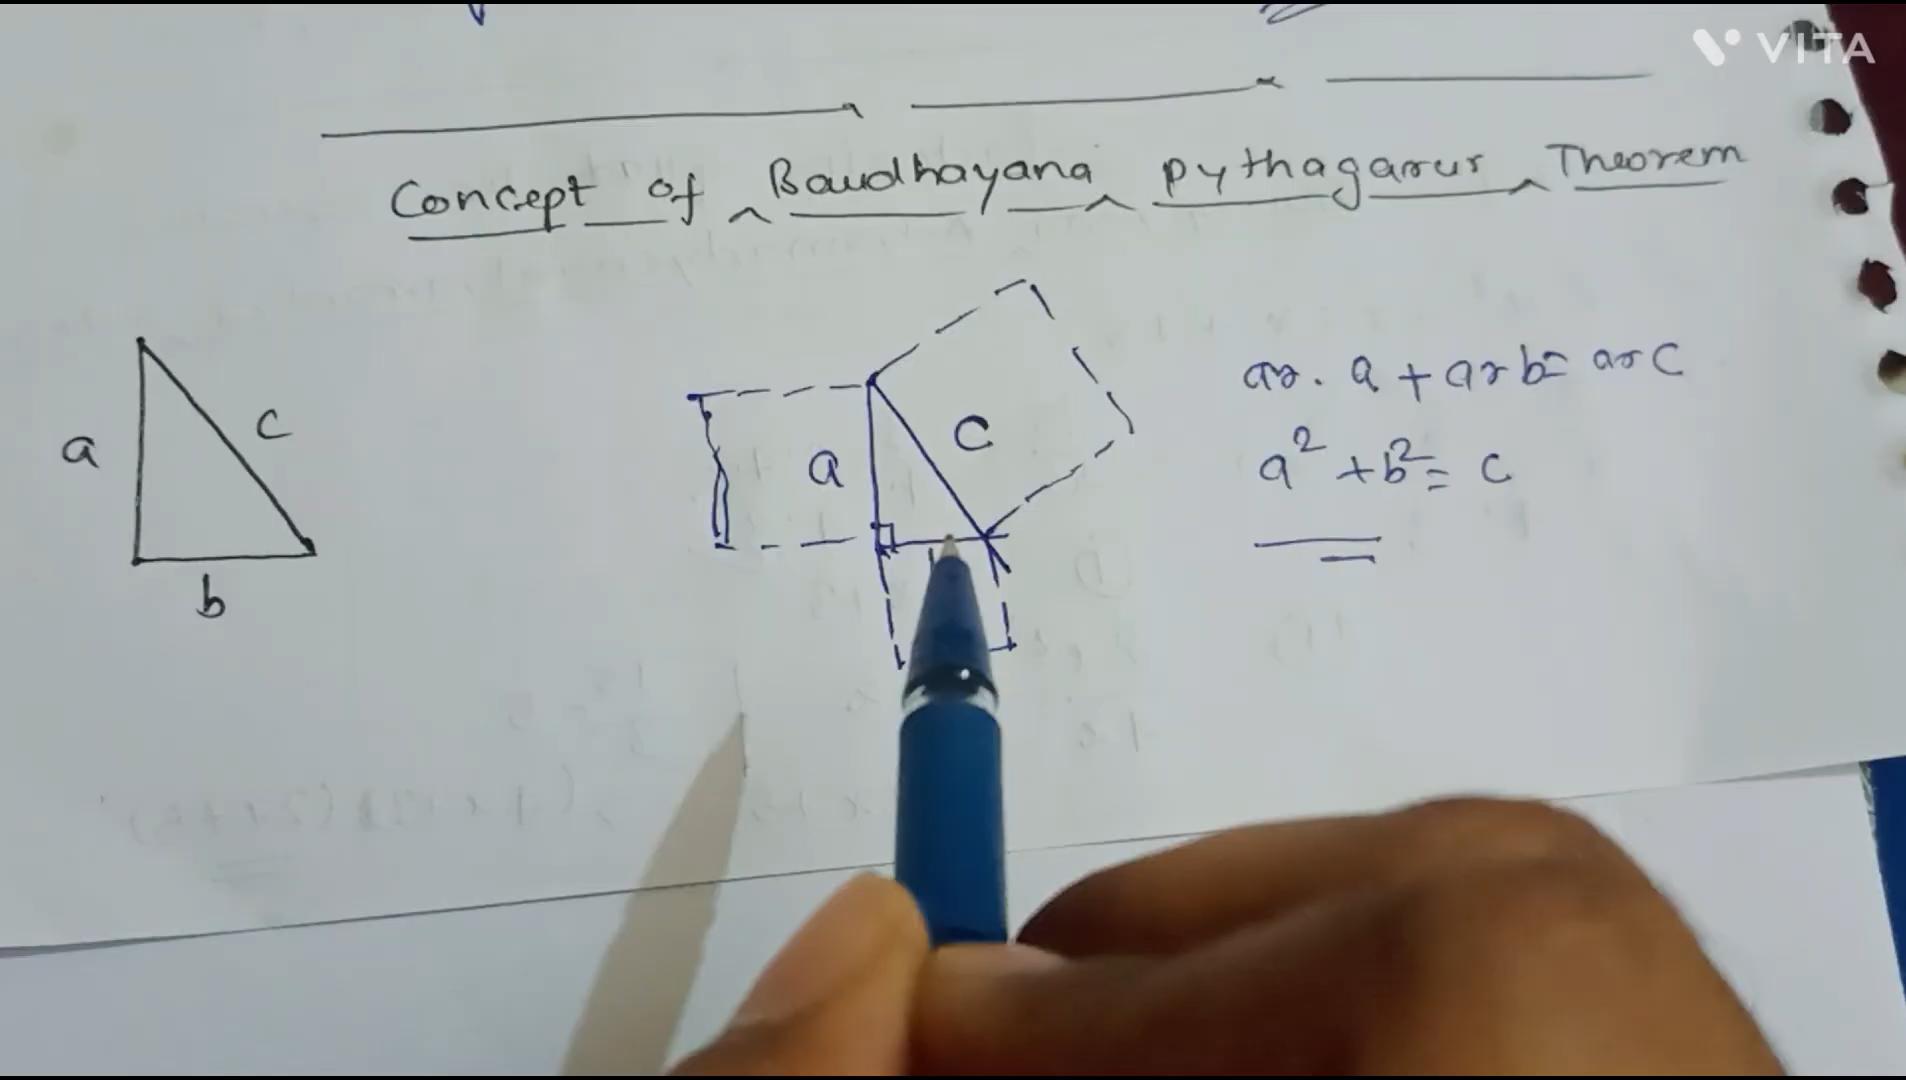 VITA
Concept of Baudhayana Pythagarus Theorem
a
c
b
a
c
ar. a + ar b = ar c
a² + b² = c